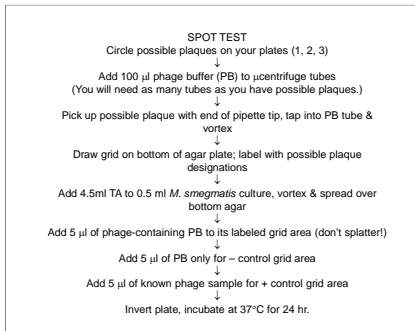 SPOT TEST
Circle possible plaques on your plates (1, 2, 3)
↓
Add 100 µl phage buffer (PB) to µcentrifuge tubes
(You will need as many tubes as you have possible plaques.)
↓
Pick up possible plaque with end of pipette tip, tap into PB tube &
vortex
↓
Draw grid on bottom of agar plate; label with possible plaque
designations
↓
Add 4.5ml TA to 0.5 ml M. smegmatis culture, vortex & spread over
bottom agar
↓
Add 5 µl of phage-containing PB to its labeled grid area (don't splatter!)
↓
Add 5 µl of PB only for – control grid area
↓
Add 5 µl of known phage sample for + control grid area
↓
Invert plate, incubate at 37°C for 24 hr.